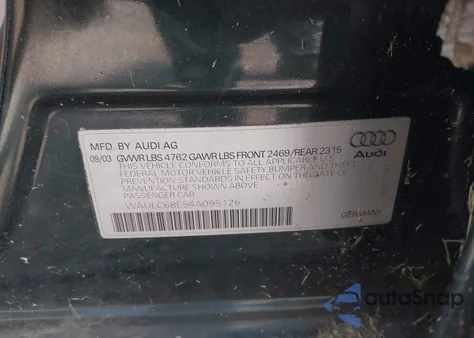 MFD. BY AUDI AG
09/03 GVWR LBS 4762 GAWR LBS FRONT 2469/REAR 2315
THIS VEHICLE CONFORMS TO ALL APPLICABLE U.S.
FEDERAL MOTOR VEHICLE SAFETY BUMPER AND THEFT
PREVENTION STANDARDS IN EFFECT ON THE DATE OF
MANUFACTURE SHOWN ABOVE
PASSENGER CAR
Audi
WAULC68E54A095126
GERMANY
autoSnap